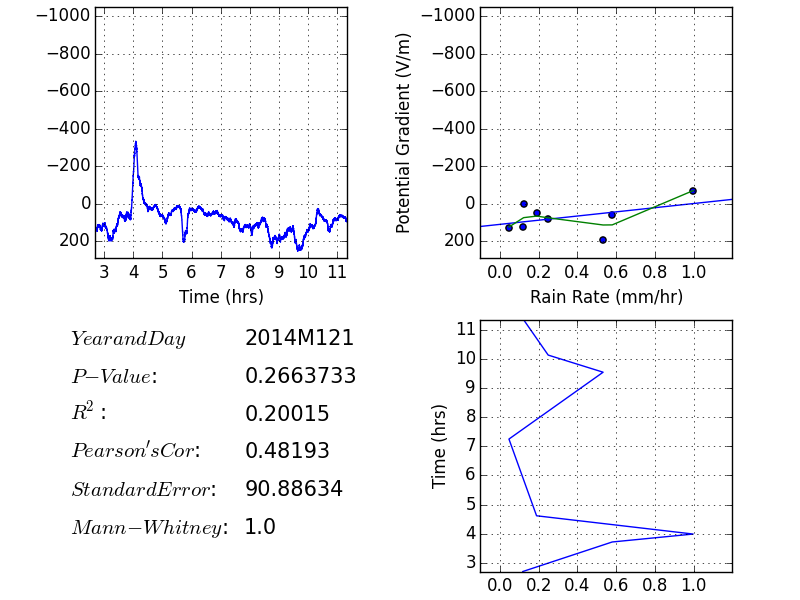 −1000
−800
−600
−400
−200
0
200
3 4 5 6 7 8 9 10 11
Time (hrs)
Potential Gradient (V/m)
−1000
−800
−600
−400
−200
0
200
0.0 0.2 0.4 0.6 0.8 1.0
Rain Rate (mm/hr)
YearandDay 2014M121
P−Value: 0.2663733
R²: 0.20015
Pearson'sCor: 0.48193
StandardError: 90.88634
Mann−Whitney: 1.0
Time (hrs)
11
10
9
8
7
6
5
4
3
0.0 0.2 0.4 0.6 0.8 1.0